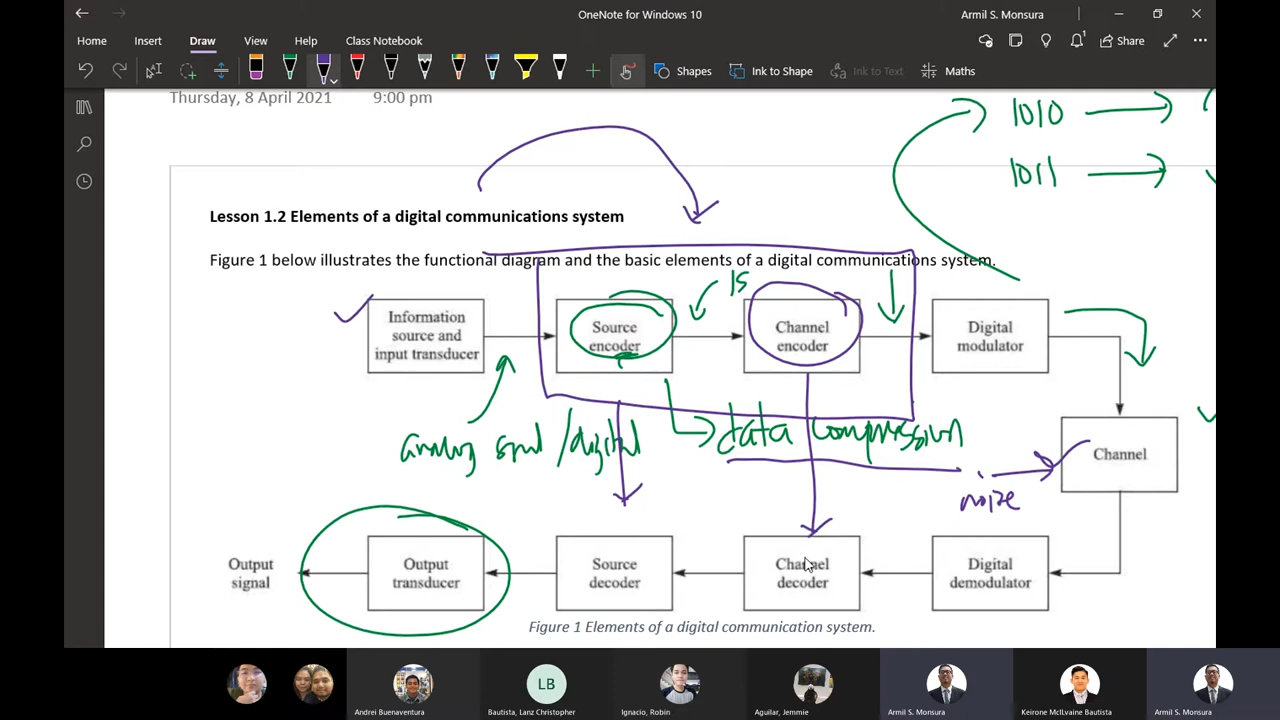 OneNote for Windows 10
Armil S. Monsura
Home Insert Draw View Help Class Notebook
Share
Shapes
Ink to Shape
Ink to Text
Maths
Thursday, 8 April 2021 9:00 pm
1010
1011
Lesson 1.2 Elements of a digital communications system
Figure 1 below illustrates the functional diagram and the basic elements of a digital communications system.
Information
source and
input transducer
Source
encoder
Channel
encoder
Digital
modulator
analog /digital
data compression
Channel
noize
Output
signal
Output
transducer
Source
decoder
Channel
decoder
Digital
demodulator
Figure 1 Elements of a digital communication system.
LB
Andrei Buenaventura
Bautista, Lanz Christopher
Ignacio, Robin
Aguilar, Jemmie
Armil S. Monsura
Keirone McIlvaine Bautista
Armil S. Monsura